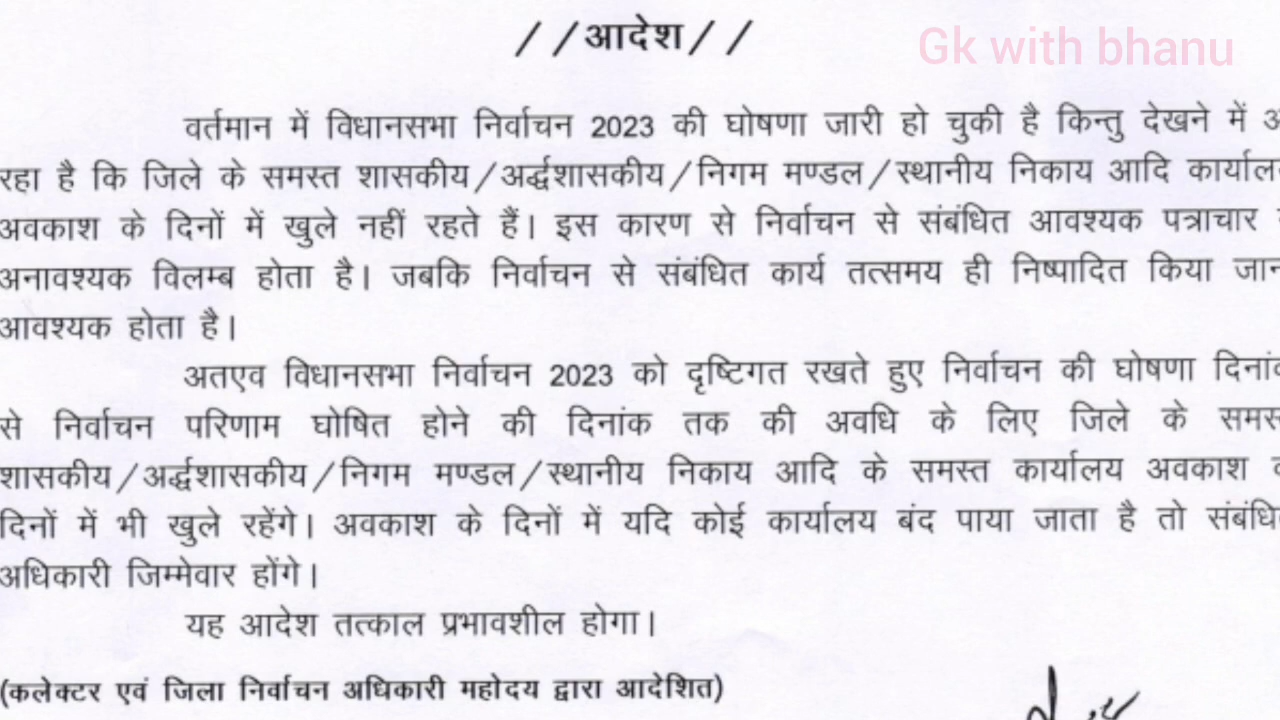 //आदेश//
Gk with bhanu
वर्तमान में विधानसभा निर्वाचन 2023 की घोषणा जारी हो चुकी है किन्तु देखने में
रहा है कि जिले के समस्त शासकीय/अर्द्धशासकीय/निगम मण्डल/स्थानीय निकाय आदि
अवकाश के दिनों में खुले नहीं रहते हैं। इस कारण से निर्वाचन से संबंधित आवश्यक पत्राचार
अनावश्यक विलम्ब होता है। जबकि निर्वाचन से संबंधित कार्य तत्समय ही निष्पादित किया
आवश्यक होता है।
अतएव विधानसभा निर्वाचन 2023 को दृष्टिगत रखते हुए निर्वाचन की घोषणा
से निर्वाचन परिणाम घोषित होने की दिनांक तक की अवधि के लिए जिले के
शासकीय/अर्द्धशासकीय/निगम मण्डल/स्थानीय निकाय आदि के समस्त कार्यालय अवकाश
दिनों में भी खुले रहेंगे। अवकाश के दिनों में यदि कोई कार्यालय बंद पाया जाता है तो
अधिकारी जिम्मेवार होंगे।
यह आदेश तत्काल प्रभावशील होगा।
(कलेक्टर एवं जिला निर्वाचन अधिकारी महोदय द्वारा आदेशित)